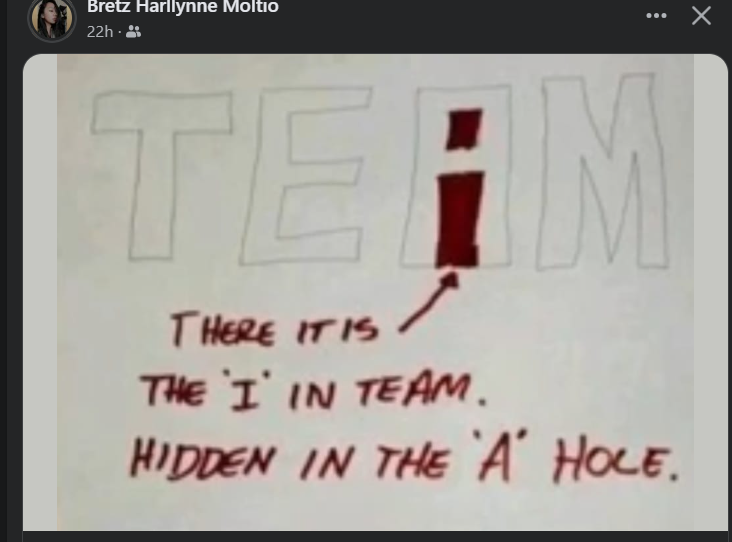 Bretz Harllynne Moltio
22h ·
TEAM
THERE IT IS
THE 'I' IN TEAM.
HIDDEN IN THE 'A' HOLE.